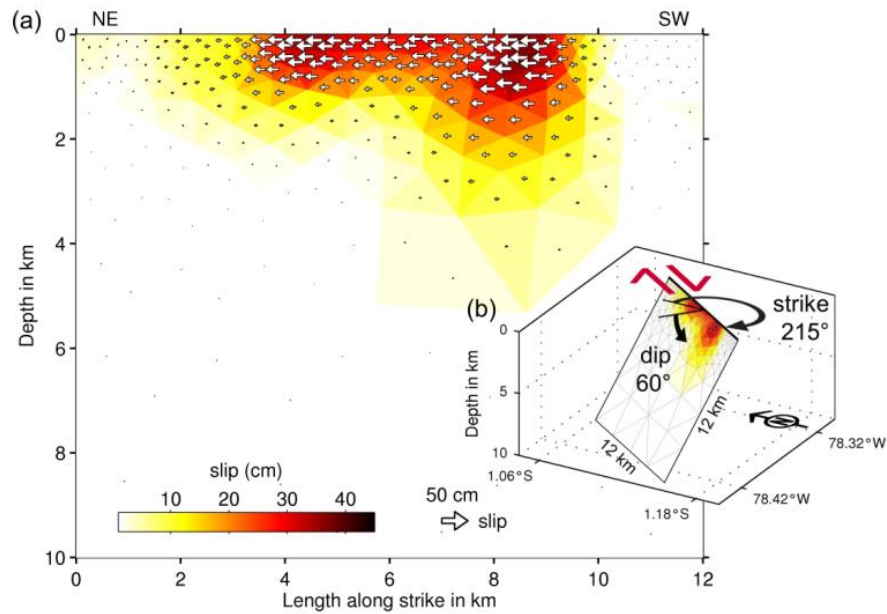 (a)
NE
SW
0
2
4
6
8
10
Depth in km
0
2
4
6
8
10
12
Length along strike in km
slip (cm)
10
20
30
40
50 cm
slip
(b)
strike
215°
dip
60°
0
5
10
Depth in km
12 km
12 km
N
1.06°S
1.18°S
78.42°W
78.32°W